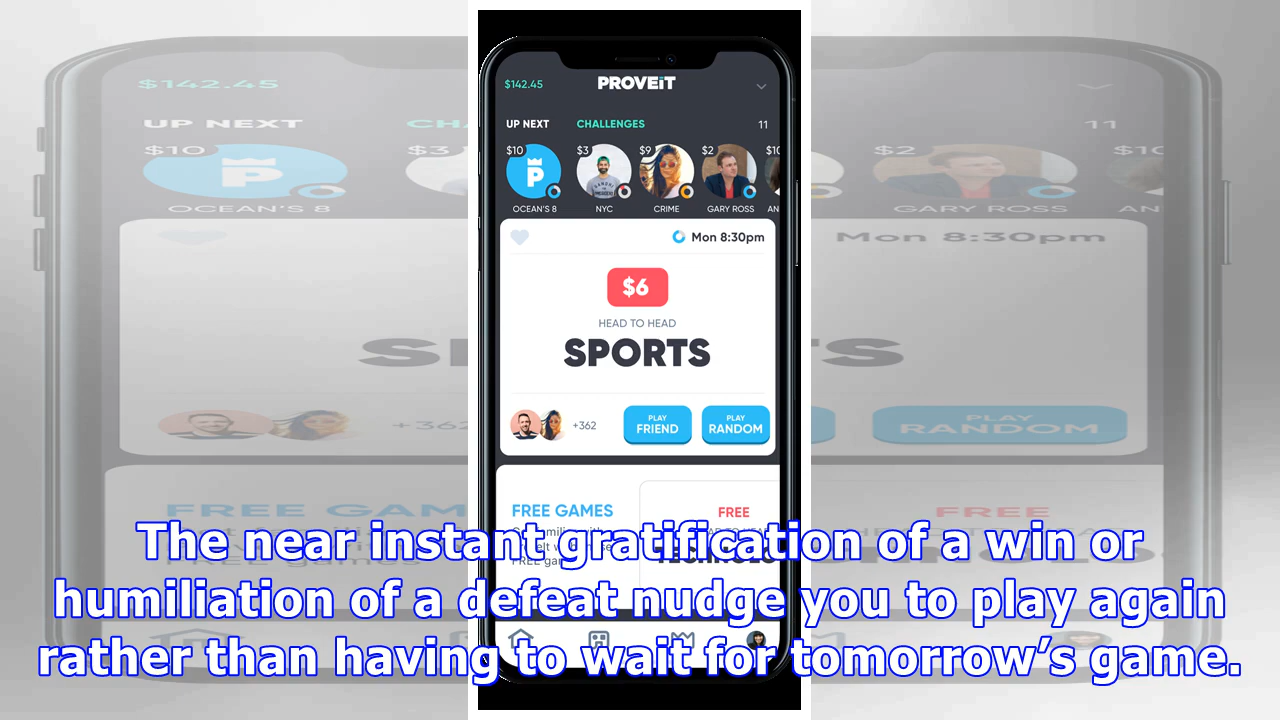 $142.45
PROVEiT
UP NEXT
CHALLENGES
11
$10
$3
$9
$2
$10
OCEAN'S 8
NYC
CRIME
GARY ROSS
AN
Mon 8:30pm
$6
HEAD TO HEAD
SPORTS
+362
PLAY
FRIEND
PLAY
RANDOM
FREE GAMES
FREE
The near instant gratification of a win or
humiliation of a defeat nudge you to play again
rather than having to wait for tomorrow’s game.